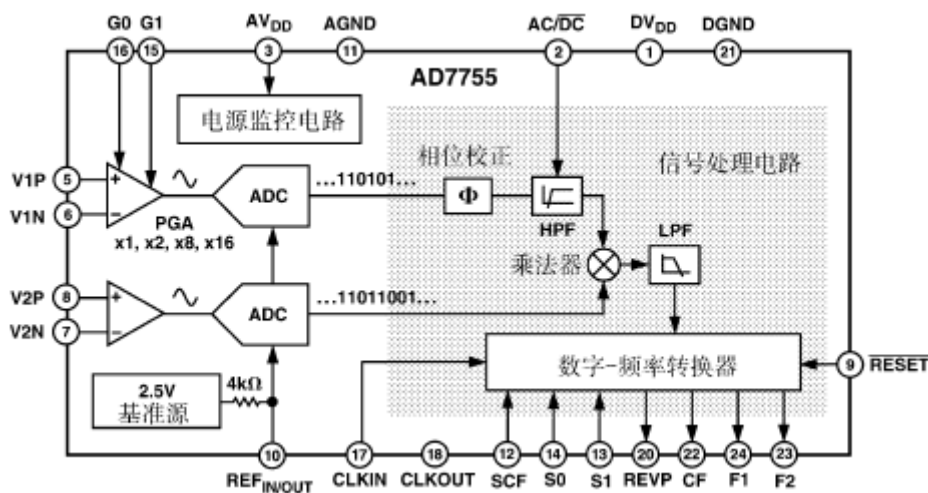 G0 G1 AVDD AGND AC/DC DVDD DGND
16 15 3 11 2 1 21
AD7755
电源监控电路
相位校正
信号处理电路
V1P 5 + ADC ...110101... Φ
V1N 6 −
HPF
PGA
x1, x2, x8, x16
LPF
乘法器
V2P 8 + ADC ...11011001...
V2N 7 −
数字-频率转换器 9 RESET
2.5V
基准源
4kΩ
10 17 18 12 14 13 20 22 24 23
REFIN/OUT CLKIN CLKOUT SCF S0 S1 REVP CF F1 F2